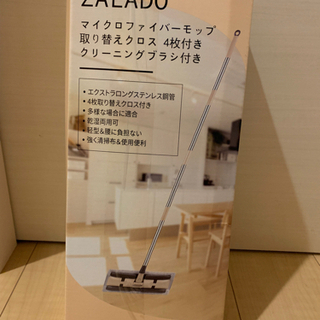 ZALADO
マイクロファイバーモップ
取り替えクロス 4枚付き
クリーニングブラシ付き
•エクストラロングステンレス鋼管
•4枚取り替えクロス付き
•多様な場合に適合
•乾湿両用可
•軽型&腰に負担ない
•強く清掃布&使用便利